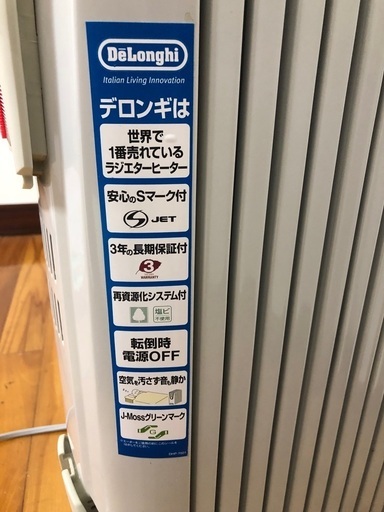 DeLonghi
Italian Living Innovation
デロンギは
世界で
1番売れている
ラジエターヒーター
安心のSマーク付
S JET
3年の長期保証付
3
WARRANTY
再資源化システム付
塩ビ
不使用
転倒時
電源OFF
空気を汚さず音も静か
J-Mossグリーンマーク
G